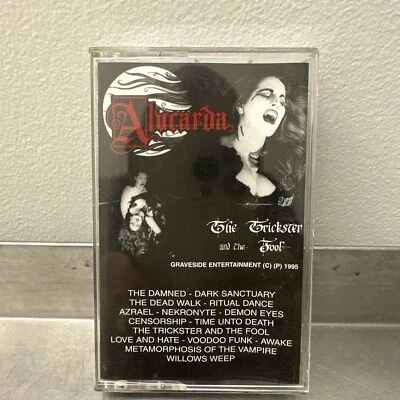 Alucarda
The Trickster
and the Fool
GRAVESIDE ENTERTAINMENT (C) (P) 1995
THE DAMNED - DARK SANCTUARY
THE DEAD WALK - RITUAL DANCE
AZRAEL - NEKRONYTE - DEMON EYES
CENSORSHIP - TIME UNTO DEATH
THE TRICKSTER AND THE FOOL
LOVE AND HATE - VOODOO FUNK - AWAKE
METAMORPHOSIS OF THE VAMPIRE
WILLOWS WEEP